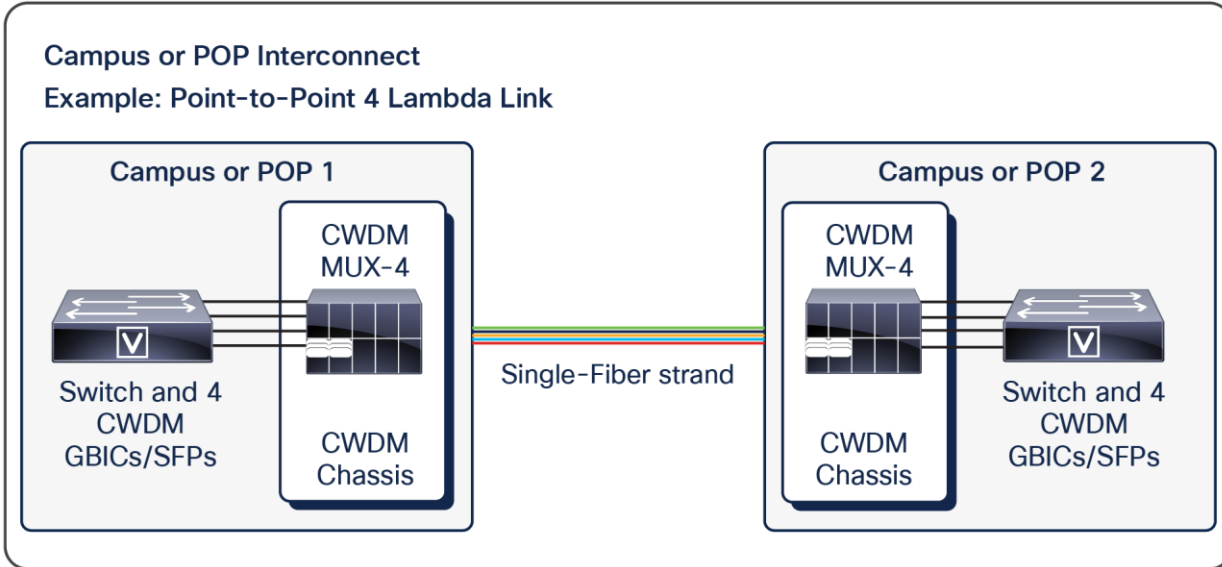 Campus or POP Interconnect
Example: Point-to-Point 4 Lambda Link
Campus or POP 1
CWDM
MUX-4
V
Switch and 4
CWDM
GBICs/SFPs
CWDM
Chassis
Single-Fiber strand
Campus or POP 2
CWDM
MUX-4
V
CWDM
Chassis
Switch and 4
CWDM
GBICs/SFPs